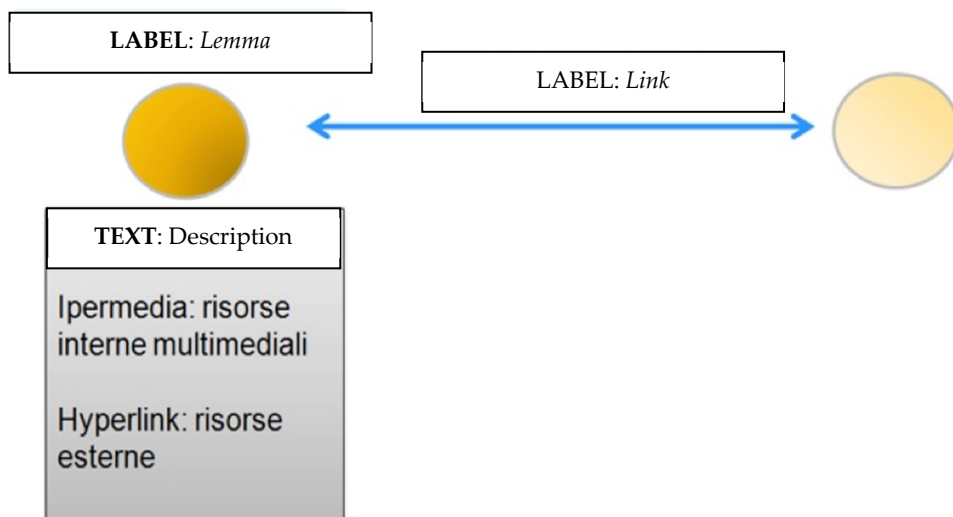 LABEL: Lemma
LABEL: Link
TEXT: Description
Ipermedia: risorse
interne multimediali
Hyperlink: risorse
esterne